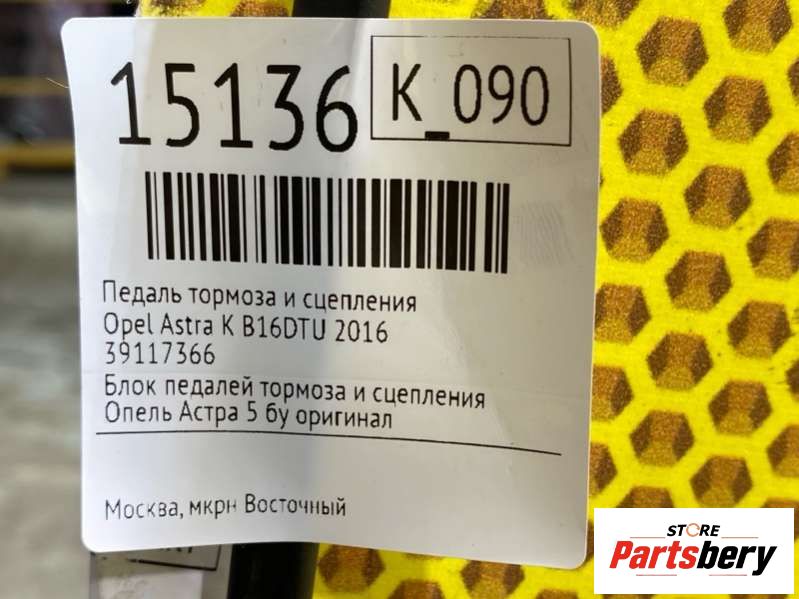 15136
K_090
Педаль тормоза и сцепления
Opel Astra K B16DTU 2016
39117366
Блок педалей тормоза и сцепления
Опель Астра 5 бу оригинал
Москва, мкрн Восточный
STORE
Partsbery